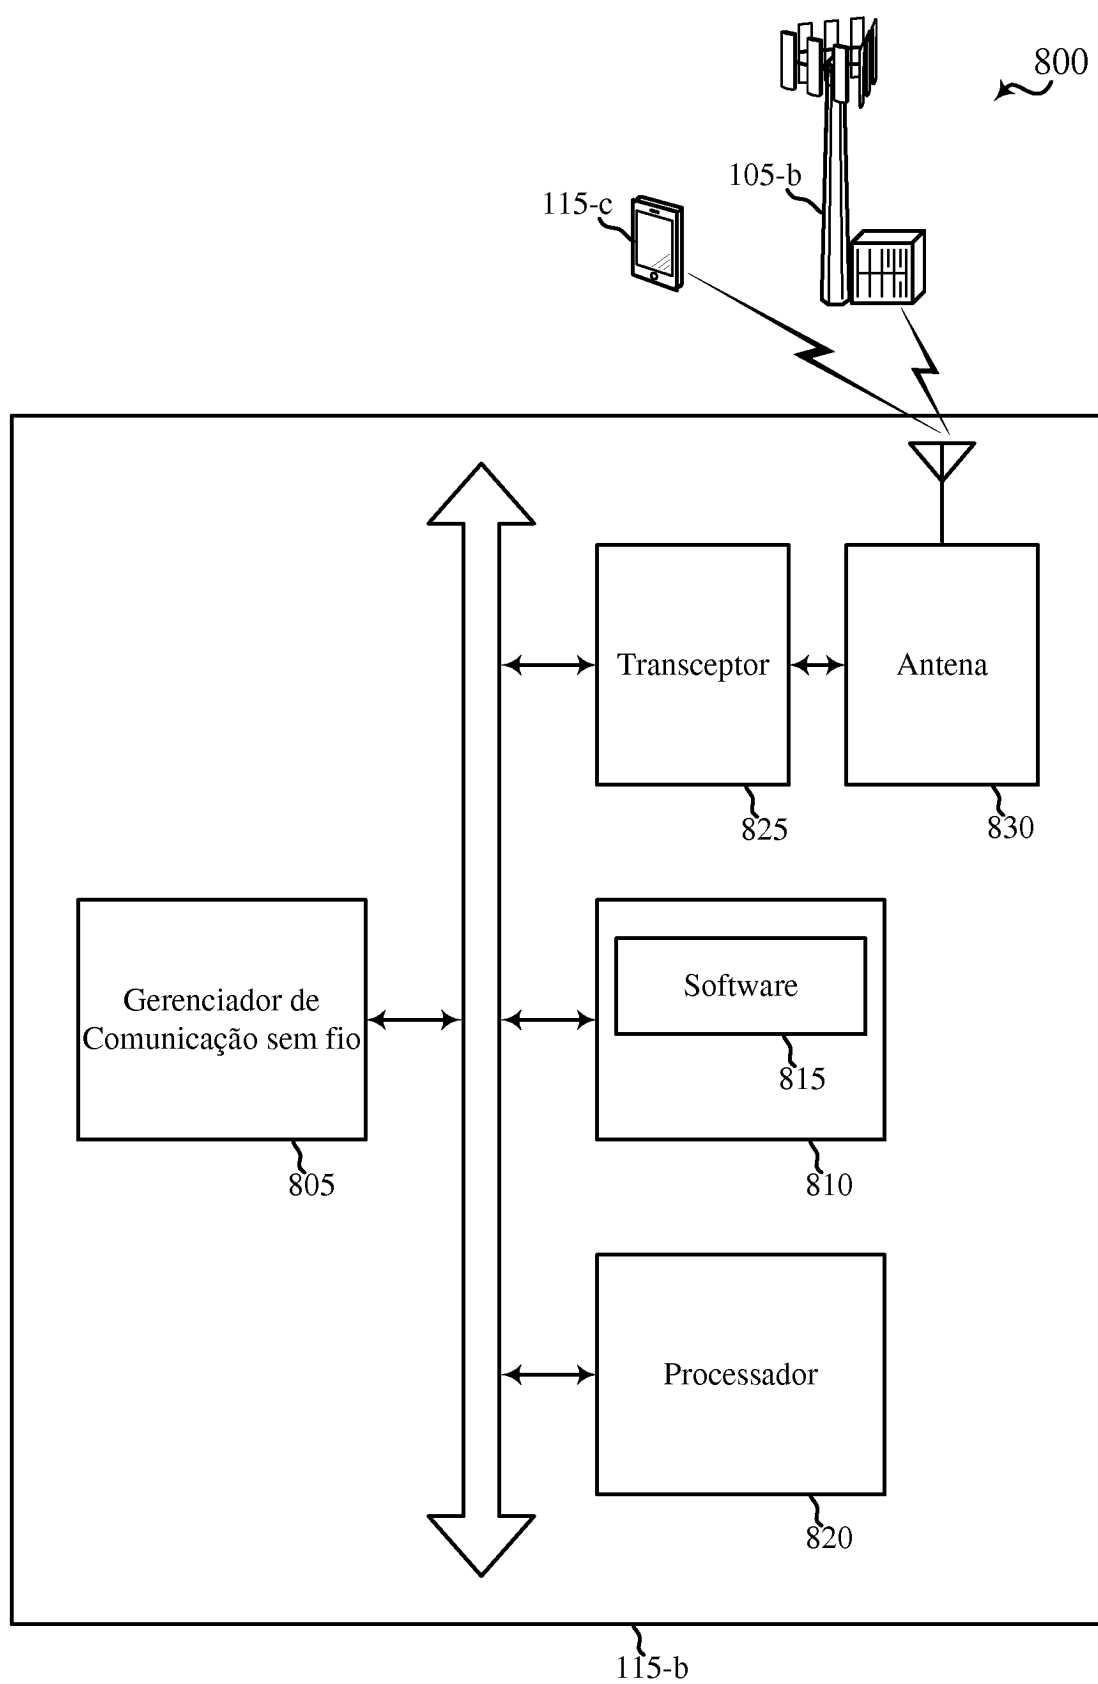 800
105-b
115-c
Transceptor
Antena
825
830
Gerenciador de
Comunicação sem fio
Software
815
805
810
Processador
820
115-b